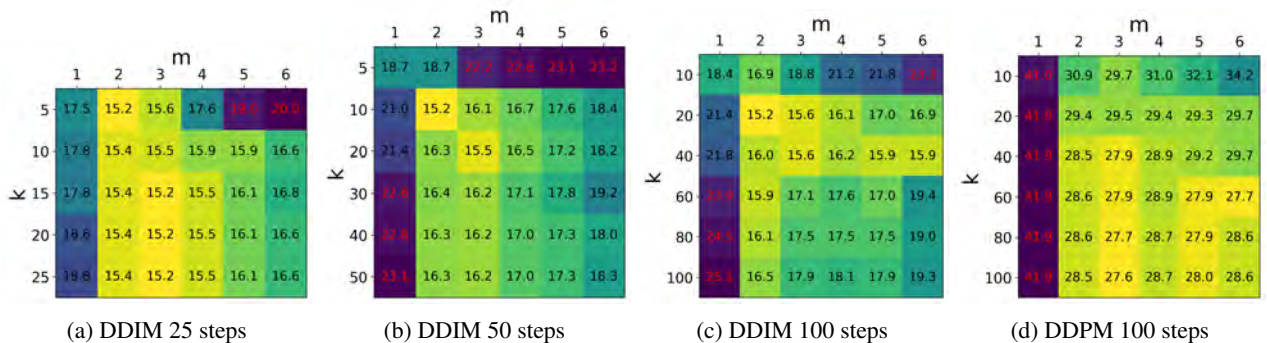 m
1 2 3 4 5 6
5 17.5 15.2 15.6 17.6 20.0
10 17.8 15.4 15.5 15.9 15.9 16.6
k
15 17.8 15.4 15.2 15.5 16.1 16.8
20 18.6 15.4 15.2 15.5 16.1 16.6
25 18.8 15.4 15.2 15.5 16.1 16.6
(a) DDIM 25 steps
m
1 2 3 4 5 6
5 18.7 18.7 22.2 22.8 23.1 23.2
10 21.0 15.2 16.1 16.7 17.6 18.4
20 21.4 16.3 15.5 16.5 17.2 18.2
k
30 22.6 16.4 16.2 17.1 17.8 19.2
40 16.3 16.2 17.0 17.3 18.0
50 23.1 16.3 16.2 17.0 17.3 18.3
(b) DDIM 50 steps
m
1 2 3 4 5 6
10 18.4 16.9 18.8 21.2 21.8
20 21.4 15.2 15.6 16.1 17.0 16.9
40 21.8 16.0 15.6 16.2 15.9 15.9
k
60 15.9 17.1 17.6 17.0 19.4
80 16.1 17.5 17.5 17.5 19.0
100 16.5 17.9 18.1 17.9 19.3
(c) DDIM 100 steps
m
1 2 3 4 5 6
10 30.9 29.7 31.0 32.1 34.2
20 41.9 29.4 29.5 29.4 29.3 29.7
40 41.9 28.5 27.9 28.9 29.2 29.7
k
60 41.9 28.6 27.9 28.9 27.9 27.7
80 41.9 28.6 27.7 28.7 27.9 28.6
100 41.9 28.5 27.6 28.7 28.0 28.6
(d) DDPM 100 steps